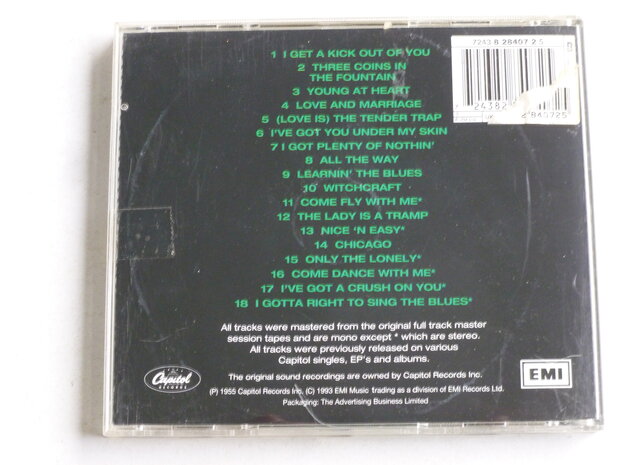 7243 8 28407 2 5
1 I GET A KICK OUT OF YOU
2 THREE COINS IN
THE FOUNTAIN
3 YOUNG AT HEART
4 LOVE AND MARRIAGE
5 (LOVE IS) THE TENDER TRAP
6 I'VE GOT YOU UNDER MY SKIN
7 I GOT PLENTY OF NOTHIN'
8 ALL THE WAY
9 LEARNIN' THE BLUES
10 WITCHCRAFT
11 COME FLY WITH ME*
12 THE LADY IS A TRAMP
13 NICE 'N EASY*
14 CHICAGO
15 ONLY THE LONELY*
16 COME DANCE WITH ME*
17 I'VE GOT A CRUSH ON YOU*
18 I GOTTA RIGHT TO SING THE BLUES*
All tracks were mastered from the original full track master
session tapes and are mono except * which are stereo.
All tracks were previously released on various
Capitol singles, EP's and albums.
The original sound recordings are owned by Capitol Records Inc.
(P) 1955 Capitol Records Inc. (C) 1993 EMI Music trading as a division of EMI Records Ltd.
Packaging: The Advertising Business Limited
Capitol
RECORDS
EMI